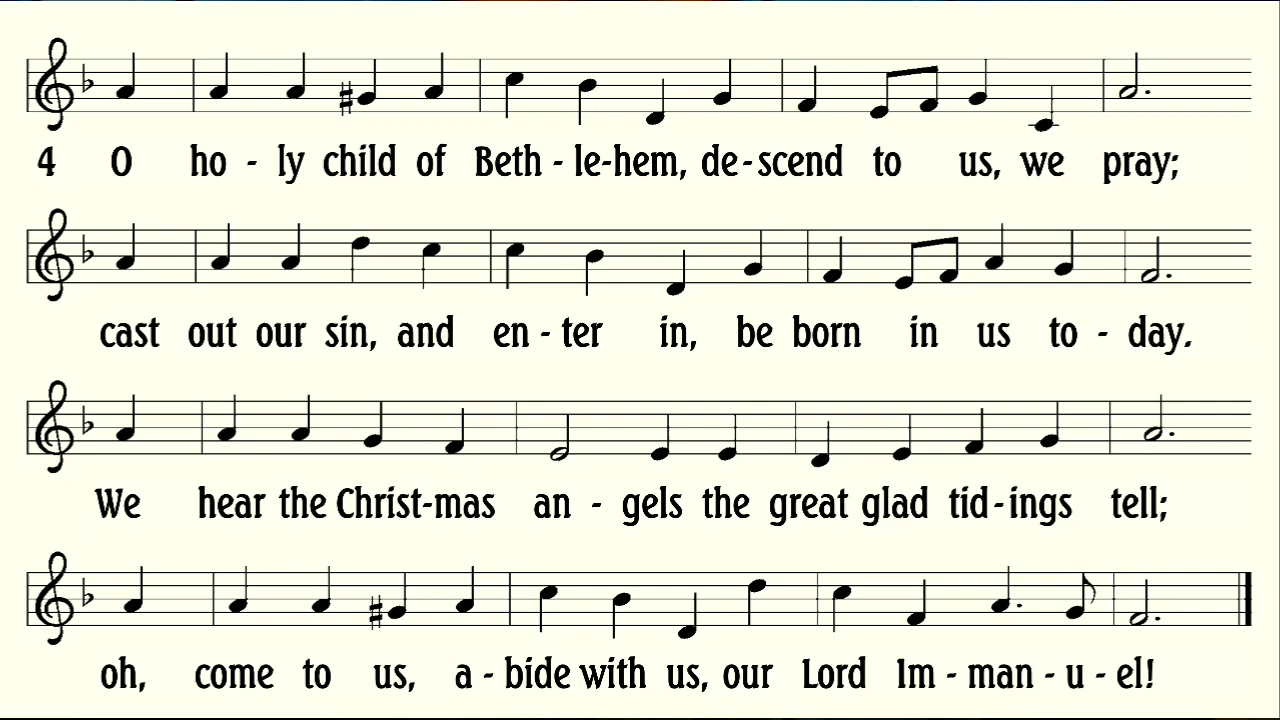 4 O ho - ly child of Beth - le-hem, de-scend to us, we pray;
cast out our sin, and en - ter in, be born in us to - day.
We hear the Christ-mas an - gels the great glad tid-ings tell;
oh, come to us, a - bide with us, our Lord Im - man - u - el!